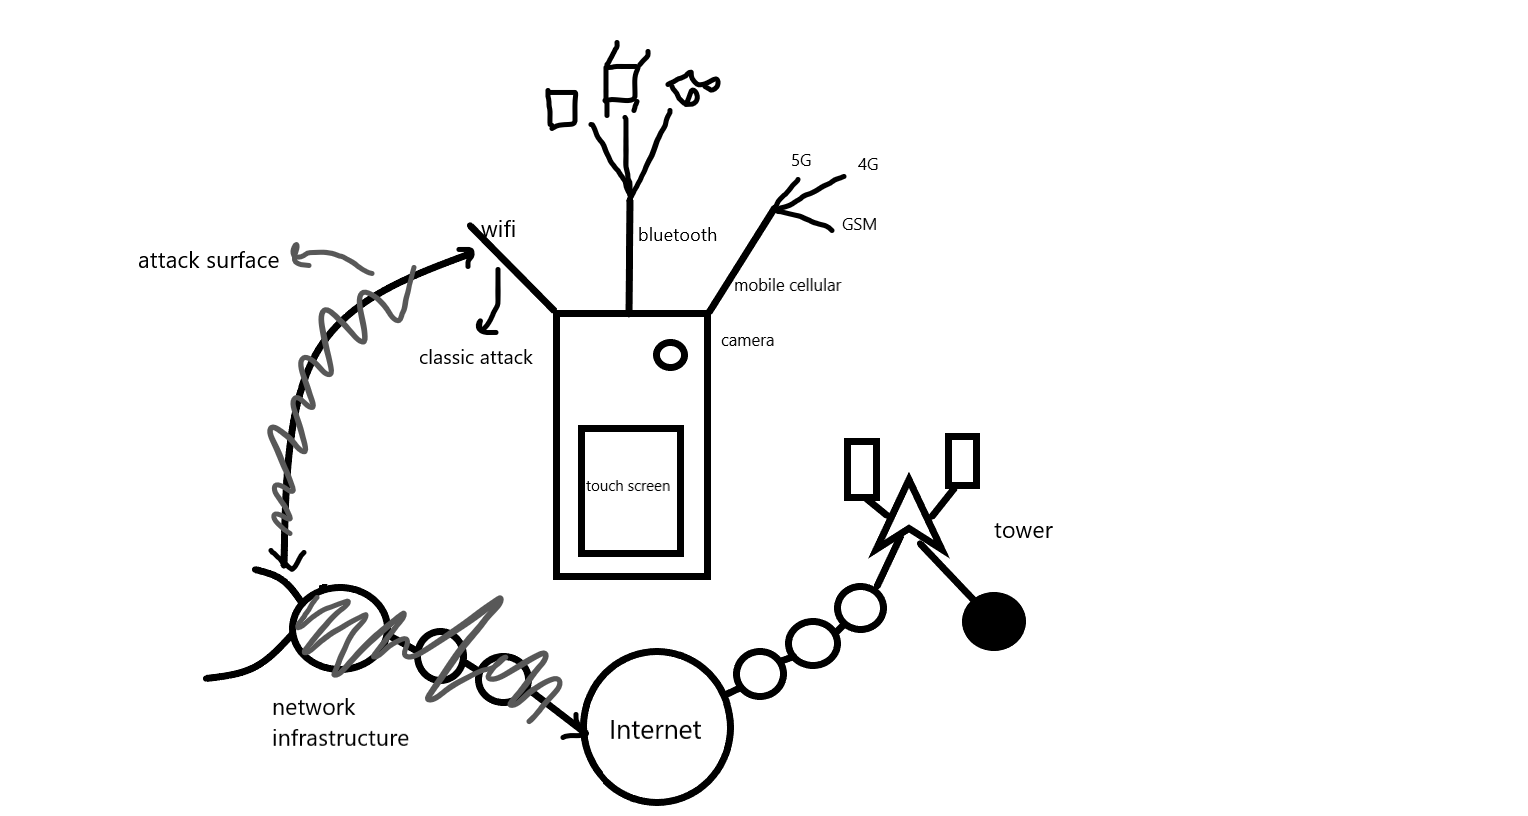 5G
4G
GSM
wifi
bluetooth
attack surface
mobile cellular
classic attack
camera
touch screen
tower
network
infrastructure
Internet